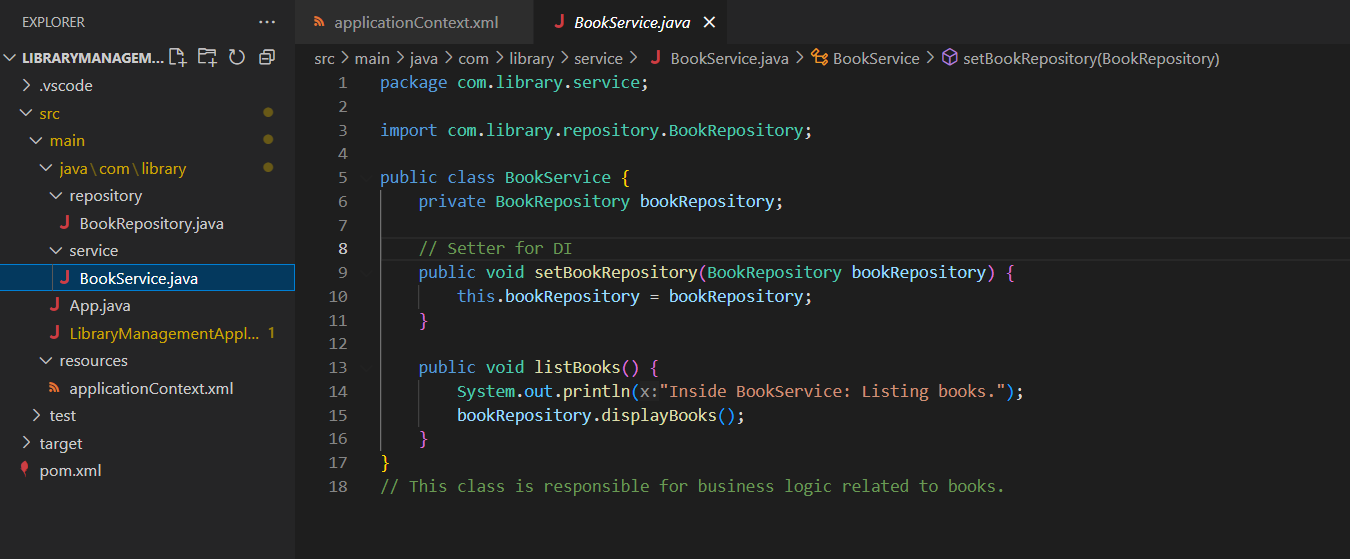 EXPLORER
LIBRARYMANAGEM...
.vscode
src
main
java\com\library
repository
BookRepository.java
service
BookService.java
App.java
LibraryManagementAppl... 1
resources
applicationContext.xml
test
target
pom.xml
applicationContext.xml
BookService.java
src > main > java > com > library > service > BookService.java > BookService > setBookRepository(BookRepository)
1 package com.library.service;
2
3 import com.library.repository.BookRepository;
4
5 public class BookService {
6 private BookRepository bookRepository;
7
8 // Setter for DI
9 public void setBookRepository(BookRepository bookRepository) {
10 this.bookRepository = bookRepository;
11 }
12
13 public void listBooks() {
14 System.out.println(x:"Inside BookService: Listing books.");
15 bookRepository.displayBooks();
16 }
17 }
18 // This class is responsible for business logic related to books.